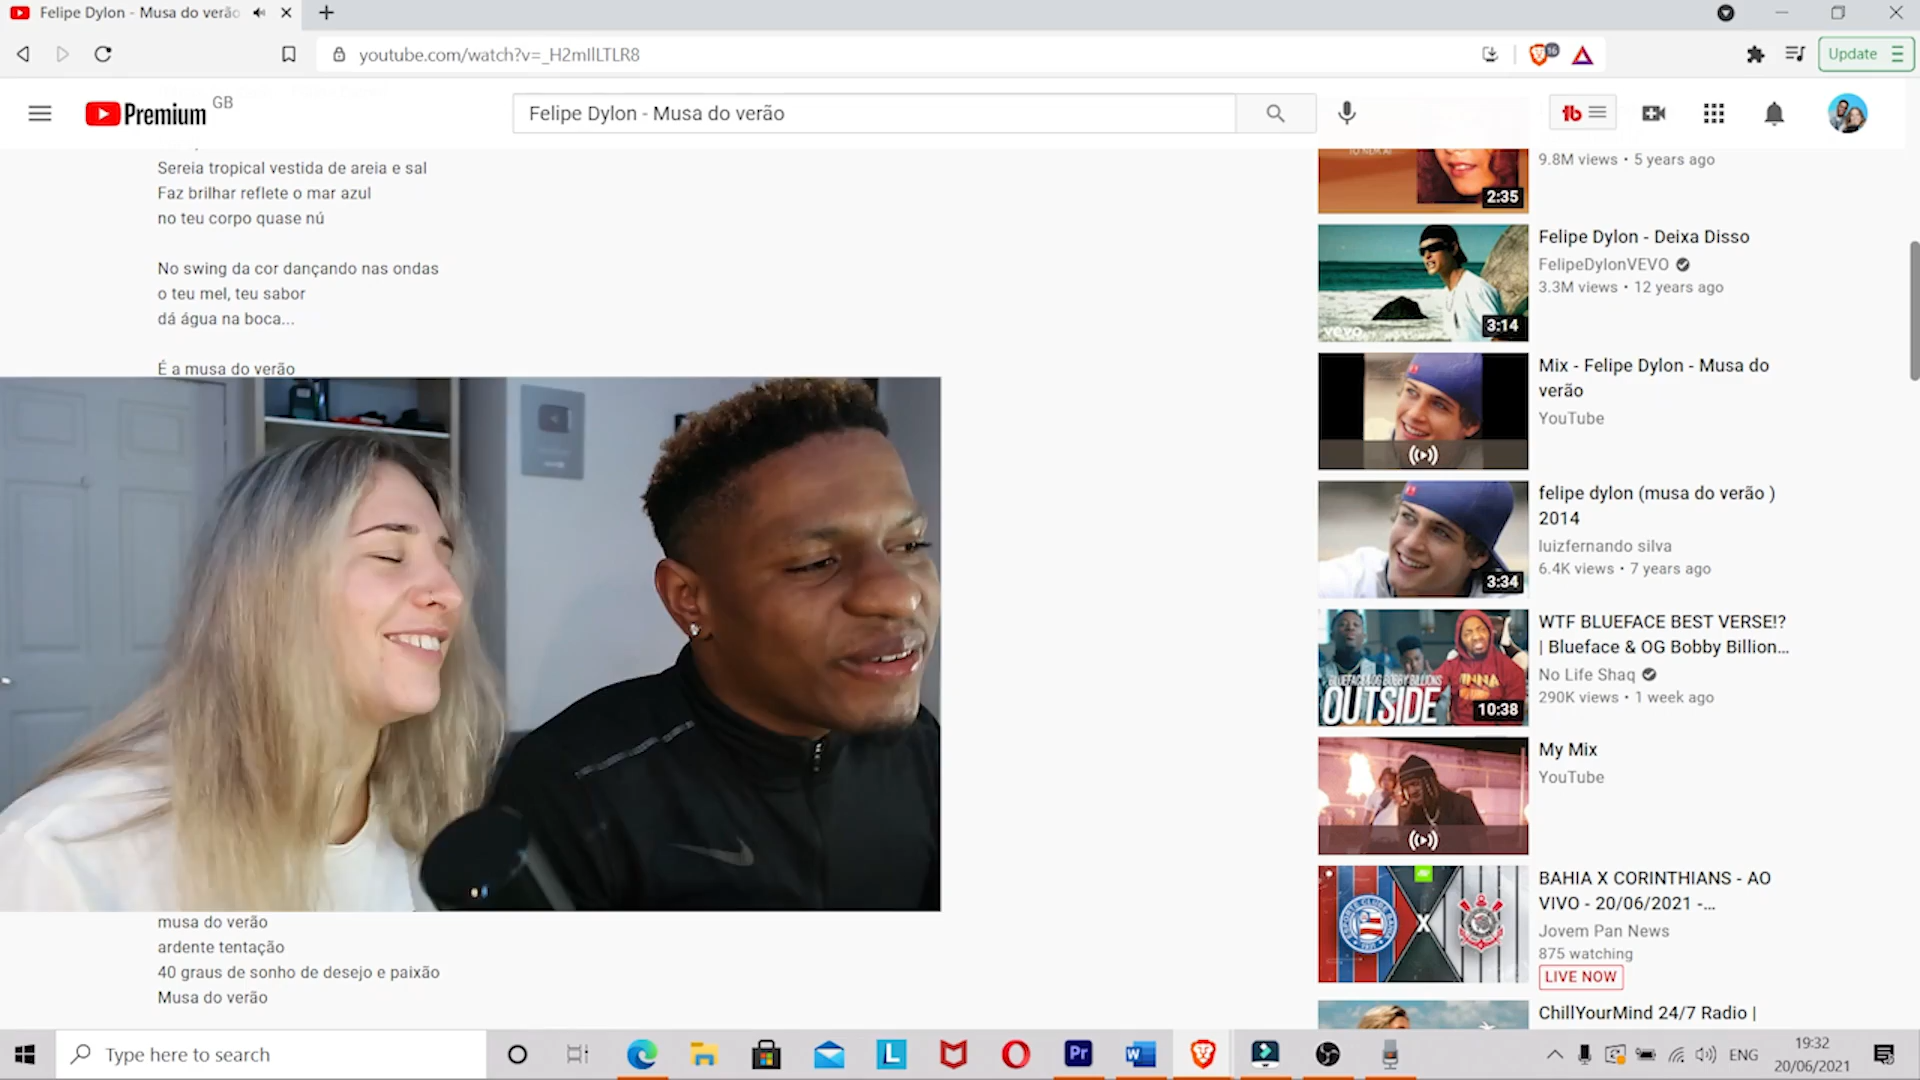 Felipe Dylon - Musa do verão
youtube.com/watch?v=_H2mIlLTLR8
16
Update
Premium
GB
Felipe Dylon - Musa do verão
Sereia tropical vestida de areia e sal
Faz brilhar reflete o mar azul
no teu corpo quase nú
No swing da cor dançando nas ondas
o teu mel, teu sabor
dá água na boca...
É a musa do verão
musa do verão
ardente tentação
40 graus de sonho de desejo e paixão
Musa do verão
2:35
9.8M views • 5 years ago
vevo
3:14
Felipe Dylon - Deixa Disso
FelipeDylonVEVO
3.3M views • 12 years ago
Mix - Felipe Dylon - Musa do
verão
YouTube
3:34
felipe dylon (musa do verão )
2014
luizfernando silva
6.4K views • 7 years ago
BLUEFACE & OG BOBBY BILLIONS
OUTSIDE
10:38
WTF BLUEFACE BEST VERSE!?
| Blueface & OG Bobby Billion...
No Life Shaq
290K views • 1 week ago
My Mix
YouTube
X
BAHIA X CORINTHIANS - AO
VIVO - 20/06/2021 -...
Jovem Pan News
875 watching
LIVE NOW
ChillYourMind 24/7 Radio |
Type here to search
L
Pr
W
ENG
19:32
20/06/2021